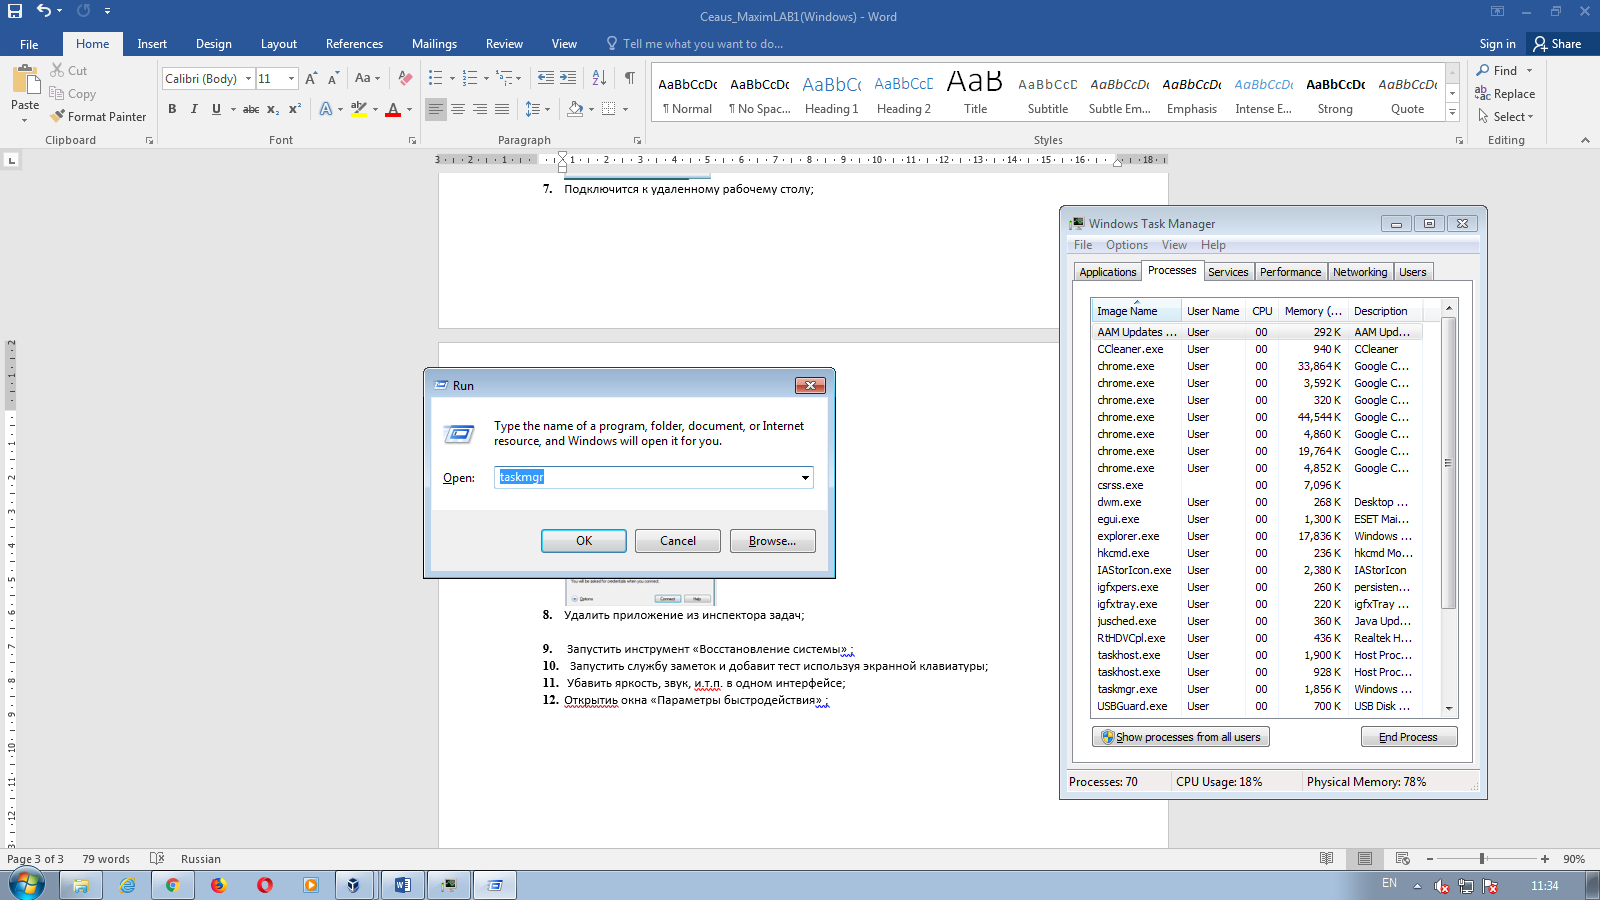 Ceaus_MaximLAB1(Windows) - Word
File Home Insert Design Layout References Mailings Review View Tell me what you want to do... Sign in Share
Paste
Cut
Copy
Format Painter
Calibri (Body) 11
AaBbCcDc AaBbCcDc AaBbCc AaBbCcD AaB AaBbCcD AaBbCcDc AaBbCcDc AaBbCcDc AaBbCcDc AaBbCcDc
¶ Normal ¶ No Spac... Heading 1 Heading 2 Title Subtitle Subtle Em... Emphasis Intense E... Strong Quote
Find
Replace
Select
Clipboard Font Paragraph Styles Editing
7. Подключится к удаленному рабочему столу;
Run
Type the name of a program, folder, document, or Internet
resource, and Windows will open it for you.
Open: taskmgr
OK Cancel Browse...
You will be asked for credentials when you connect.
Options Connect Help
8. Удалить приложение из инспектора задач;
9. Запустить инструмент «Восстановление системы» ;
10. Запустить службу заметок и добавит тест используя экранной клавиатуры;
11. Убавить яркость, звук, и.т.п. в одном интерфейсе;
12. Открытиь окна «Параметры быстродействия» ;
Windows Task Manager
File Options View Help
Applications Processes Services Performance Networking Users
Image Name User Name CPU Memory (... Description
AAM Updates ... User 00 292 K AAM Upd...
CCleaner.exe User 00 940 K CCleaner
chrome.exe User 00 33,864 K Google C...
chrome.exe User 00 3,592 K Google C...
chrome.exe User 00 320 K Google C...
chrome.exe User 00 44,544 K Google C...
chrome.exe User 00 4,860 K Google C...
chrome.exe User 00 19,764 K Google C...
chrome.exe User 00 4,852 K Google C...
csrss.exe 00 7,096 K
dwm.exe User 00 268 K Desktop ...
egui.exe User 00 1,300 K ESET Mai...
explorer.exe User 00 17,836 K Windows ...
hkcmd.exe User 00 236 K hkcmd Mo...
IAStorIcon.exe User 00 2,380 K IAStorIcon
igfxpers.exe User 00 260 K persisten...
igfxtray.exe User 00 220 K igfxTray ...
jusched.exe User 00 360 K Java Upd...
RtHDVCpl.exe User 00 436 K Realtek H...
taskhost.exe User 00 1,900 K Host Proc...
taskhost.exe User 00 928 K Host Proc...
taskmgr.exe User 00 1,856 K Windows ...
USBGuard.exe User 00 700 K USB Disk ...
Show processes from all users End Process
Processes: 70 CPU Usage: 18% Physical Memory: 78%
Page 3 of 3 79 words Russian 90%
EN 11:34